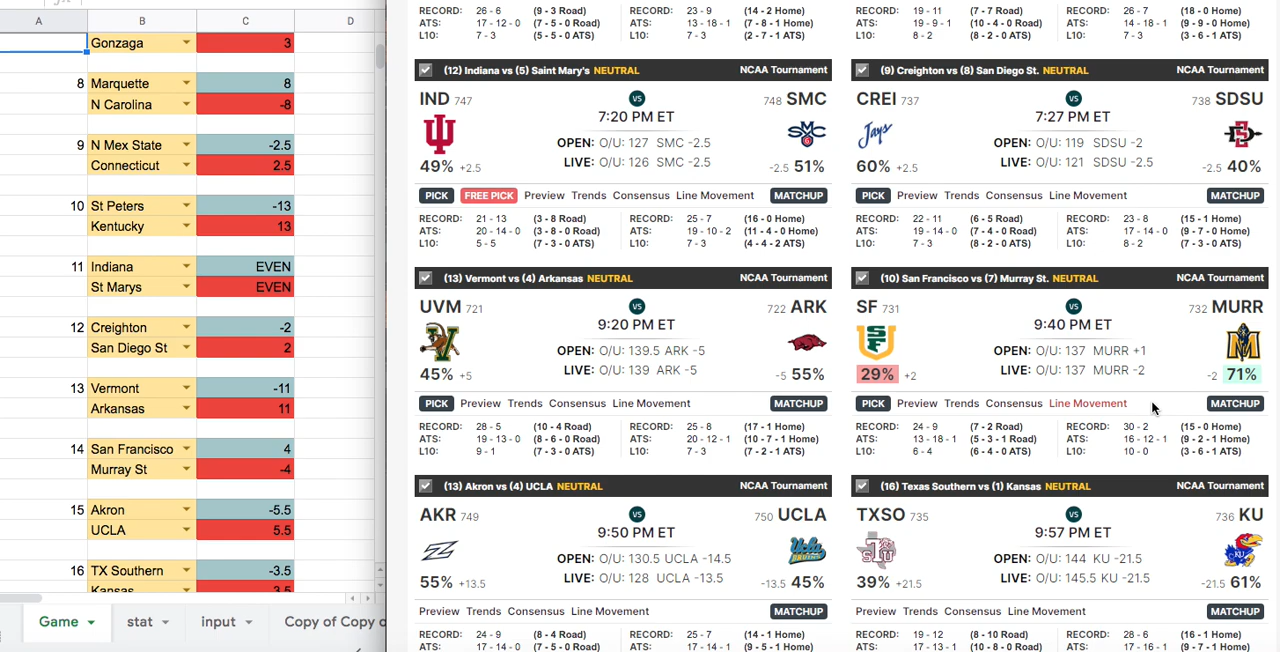 A B C D
Gonzaga 3
8 Marquette 8
N Carolina -8
9 N Mex State -2.5
Connecticut 2.5
10 St Peters -13
Kentucky 13
11 Indiana EVEN
St Marys EVEN
12 Creighton -2
San Diego St 2
13 Vermont -11
Arkansas 11
14 San Francisco 4
Murray St -4
15 Akron -5.5
UCLA 5.5
16 TX Southern -3.5
Kansas 3.5
Game stat input Copy of Copy o
RECORD: 26 - 6 (9 - 3 Road) RECORD: 23 - 9 (14 - 2 Home)
ATS: 17 - 12 - 0 (7 - 5 - 0 Road) ATS: 13 - 18 - 1 (7 - 8 - 1 Home)
L10: 7 - 3 (5 - 5 - 0 ATS) L10: 7 - 3 (2 - 7 - 1 ATS)
RECORD: 19 - 11 (7 - 7 Road) RECORD: 26 - 7 (18 - 0 Home)
ATS: 19 - 9 - 1 (10 - 4 - 0 Road) ATS: 14 - 18 - 1 (9 - 9 - 0 Home)
L10: 8 - 2 (8 - 2 - 0 ATS) L10: 7 - 3 (3 - 6 - 1 ATS)
(12) Indiana vs (5) Saint Mary's NEUTRAL NCAA Tournament
IND 747 VS 748 SMC
7:20 PM ET
OPEN: O/U: 127 SMC -2.5
LIVE: O/U: 126 SMC -2.5
49% +2.5 -2.5 51%
PICK FREE PICK Preview Trends Consensus Line Movement MATCHUP
RECORD: 21 - 13 (3 - 8 Road) RECORD: 25 - 7 (16 - 0 Home)
ATS: 20 - 14 - 0 (3 - 8 - 0 Road) ATS: 19 - 10 - 2 (11 - 4 - 0 Home)
L10: 5 - 5 (7 - 3 - 0 ATS) L10: 7 - 3 (4 - 4 - 2 ATS)
(9) Creighton vs (8) San Diego St. NEUTRAL NCAA Tournament
CREI 737 VS 738 SDSU
Jays
7:27 PM ET
OPEN: O/U: 119 SDSU -2
LIVE: O/U: 121 SDSU -2.5
60% +2.5 -2.5 40%
PICK Preview Trends Consensus Line Movement MATCHUP
RECORD: 22 - 11 (6 - 5 Road) RECORD: 23 - 8 (15 - 1 Home)
ATS: 19 - 14 - 0 (7 - 4 - 0 Road) ATS: 17 - 14 - 0 (9 - 7 - 0 Home)
L10: 7 - 3 (8 - 2 - 0 ATS) L10: 8 - 2 (7 - 3 - 0 ATS)
(13) Vermont vs (4) Arkansas NEUTRAL NCAA Tournament
UVM 721 VS 722 ARK
9:20 PM ET
OPEN: O/U: 139.5 ARK -5
LIVE: O/U: 139 ARK -5
45% +5 -5 55%
PICK Preview Trends Consensus Line Movement MATCHUP
RECORD: 28 - 5 (10 - 4 Road) RECORD: 25 - 8 (17 - 1 Home)
ATS: 19 - 13 - 0 (8 - 6 - 0 Road) ATS: 20 - 12 - 1 (10 - 7 - 1 Home)
L10: 9 - 1 (7 - 3 - 0 ATS) L10: 7 - 3 (7 - 2 - 1 ATS)
(10) San Francisco vs (7) Murray St. NEUTRAL NCAA Tournament
SF 731 VS 732 MURR
9:40 PM ET
OPEN: O/U: 137 MURR +1
LIVE: O/U: 137 MURR -2
29% +2 -2 71%
PICK Preview Trends Consensus Line Movement MATCHUP
RECORD: 24 - 9 (7 - 2 Road) RECORD: 30 - 2 (15 - 0 Home)
ATS: 13 - 18 - 1 (5 - 3 - 1 Road) ATS: 16 - 12 - 1 (9 - 2 - 1 Home)
L10: 6 - 4 (6 - 4 - 0 ATS) L10: 10 - 0 (3 - 6 - 1 ATS)
(13) Akron vs (4) UCLA NEUTRAL NCAA Tournament
AKR 749 VS 750 UCLA
9:50 PM ET
OPEN: O/U: 130.5 UCLA -14.5
LIVE: O/U: 128 UCLA -13.5
55% +13.5 -13.5 45%
Preview Trends Consensus Line Movement MATCHUP
RECORD: 24 - 9 (8 - 4 Road) RECORD: 25 - 7 (14 - 1 Home)
ATS: 17 - 14 - 0 (7 - 5 - 0 Road) ATS: 17 - 14 - 1 (9 - 5 - 1 Home)
(16) Texas Southern vs (1) Kansas NEUTRAL NCAA Tournament
TXSO 735 VS 736 KU
9:57 PM ET
OPEN: O/U: 144 KU -21.5
LIVE: O/U: 145.5 KU -21.5
39% +21.5 -21.5 61%
Preview Trends Consensus Line Movement MATCHUP
RECORD: 19 - 12 (8 - 10 Road) RECORD: 28 - 6 (16 - 1 Home)
ATS: 17 - 13 - 1 (10 - 8 - 0 Road) ATS: 17 - 16 - 1 (9 - 7 - 1 Home)